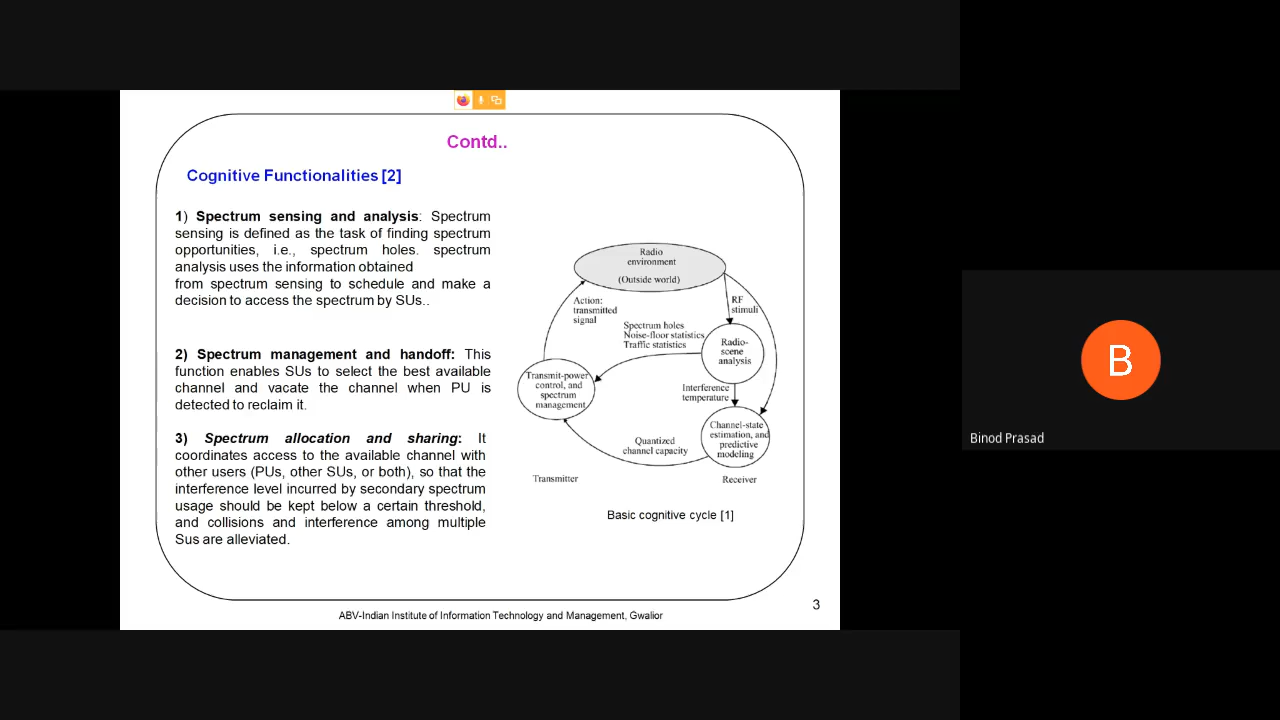 Contd..
Cognitive Functionalities [2]
1) Spectrum sensing and analysis: Spectrum
sensing is defined as the task of finding spectrum
opportunities, i.e., spectrum holes. spectrum
analysis uses the information obtained
from spectrum sensing to schedule and make a
decision to access the spectrum by SUs..
2) Spectrum management and handoff: This
function enables SUs to select the best available
channel and vacate the channel when PU is
detected to reclaim it.
3) Spectrum allocation and sharing: It
coordinates access to the available channel with
other users (PUs, other SUs, or both), so that the
interference level incurred by secondary spectrum
usage should be kept below a certain threshold,
and collisions and interference among multiple
Sus are alleviated.
Radio
environment
(Outside world)
Action:
transmitted
signal
RF
stimuli
Spectrum holes
Noise-floor statistics
Traffic statistics
Radio-
scene
analysis
Transmit-power
control, and
spectrum
management
Interference
temperature
Channel-state
estimation, and
predictive
modeling
Quantized
channel capacity
Transmitter
Receiver
Basic cognitive cycle [1]
3
ABV-Indian Institute of Information Technology and Management, Gwalior
B
Binod Prasad